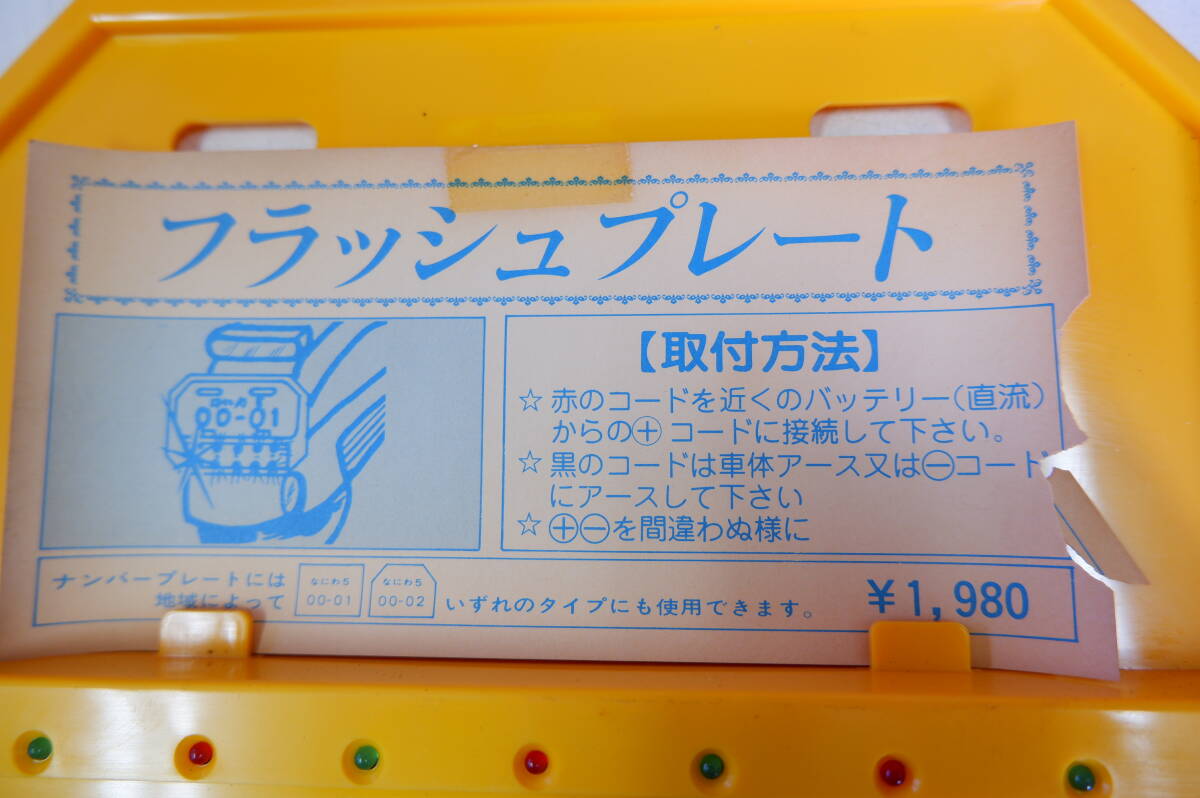 フラッシュプレート
【取付方法】
☆ 赤のコードを近くのバッテリー(直流)
からの⊕コードに接続して下さい。
☆ 黒のコードは車体アース又は⊖コード
にアースして下さい
☆ ⊕⊖を間違わぬ様に
00-01
ナンバープレートには
地域によって
なにわ5
00-01
なにわ5
00-02
いずれのタイプにも使用できます。
¥1,980